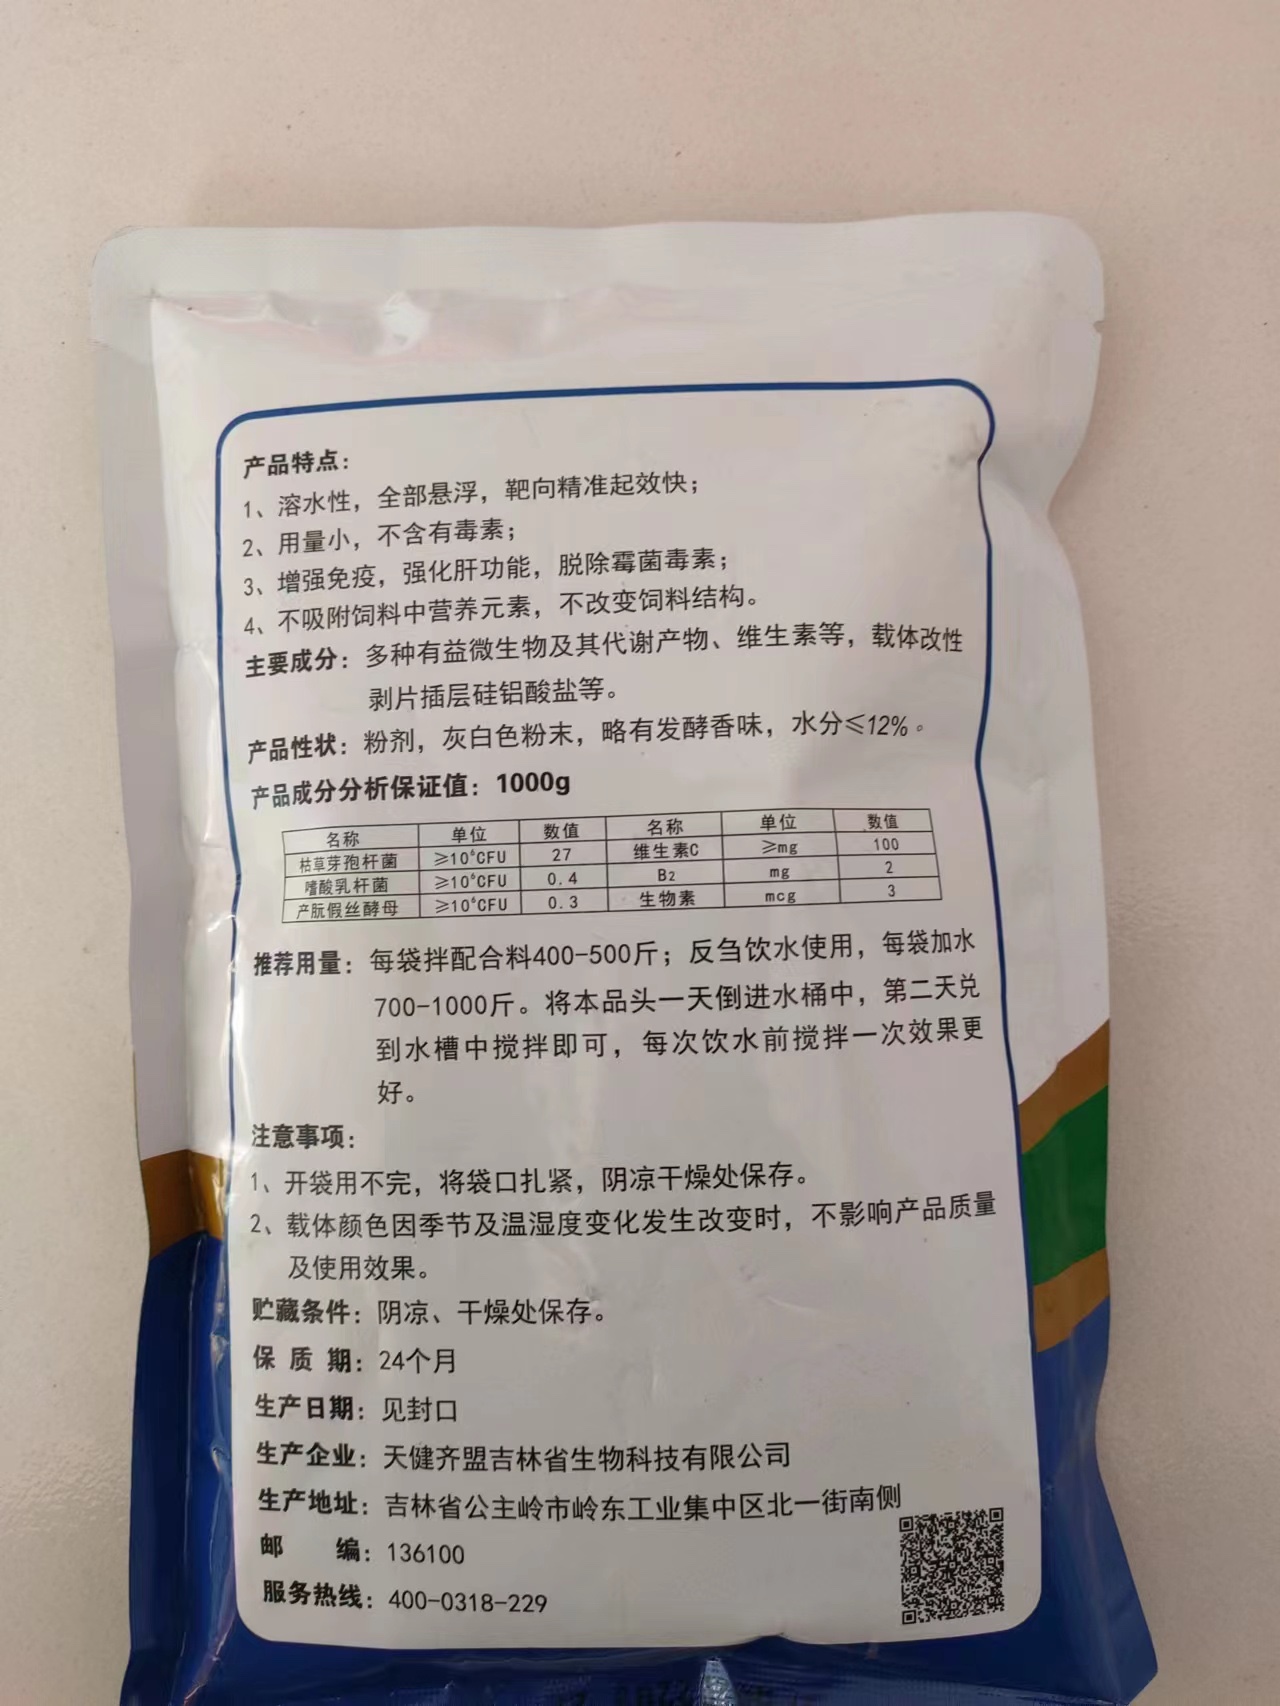 产品特点：
1、溶水性，全部悬浮，靶向精准起效快；
2、用量小，不含有毒素；
3、增强免疫，强化肝功能，脱除霉菌毒素；
4、不吸附饲料中营养元素，不改变饲料结构。
主要成分：多种有益微生物及其代谢产物、维生素等，载体改性
剥片插层硅铝酸盐等。
产品性状：粉剂，灰白色粉末，略有发酵香味，水分≤12%。
产品成分分析保证值：1000g
名称 单位 数值 名称 单位 数值
枯草芽孢杆菌 ≥10⁶CFU 27 维生素C ≥mg 100
嗜酸乳杆菌 ≥10⁶CFU 0.4 B₂ mg 2
产朊假丝酵母 ≥10⁶CFU 0.3 生物素 mcg 3
推荐用量：每袋拌配合料400-500斤；反刍饮水使用，每袋加水
700-1000斤。将本品头一天倒进水桶中，第二天兑
到水槽中搅拌即可，每次饮水前搅拌一次效果更
好。
注意事项：
1、开袋用不完，将袋口扎紧，阴凉干燥处保存。
2、载体颜色因季节及温湿度变化发生改变时，不影响产品质量
及使用效果。
贮藏条件：阴凉、干燥处保存。
保质期：24个月
生产日期：见封口
生产企业：天健齐盟吉林省生物科技有限公司
生产地址：吉林省公主岭市岭东工业集中区北一街南侧
邮 编：136100
服务热线：400-0318-229